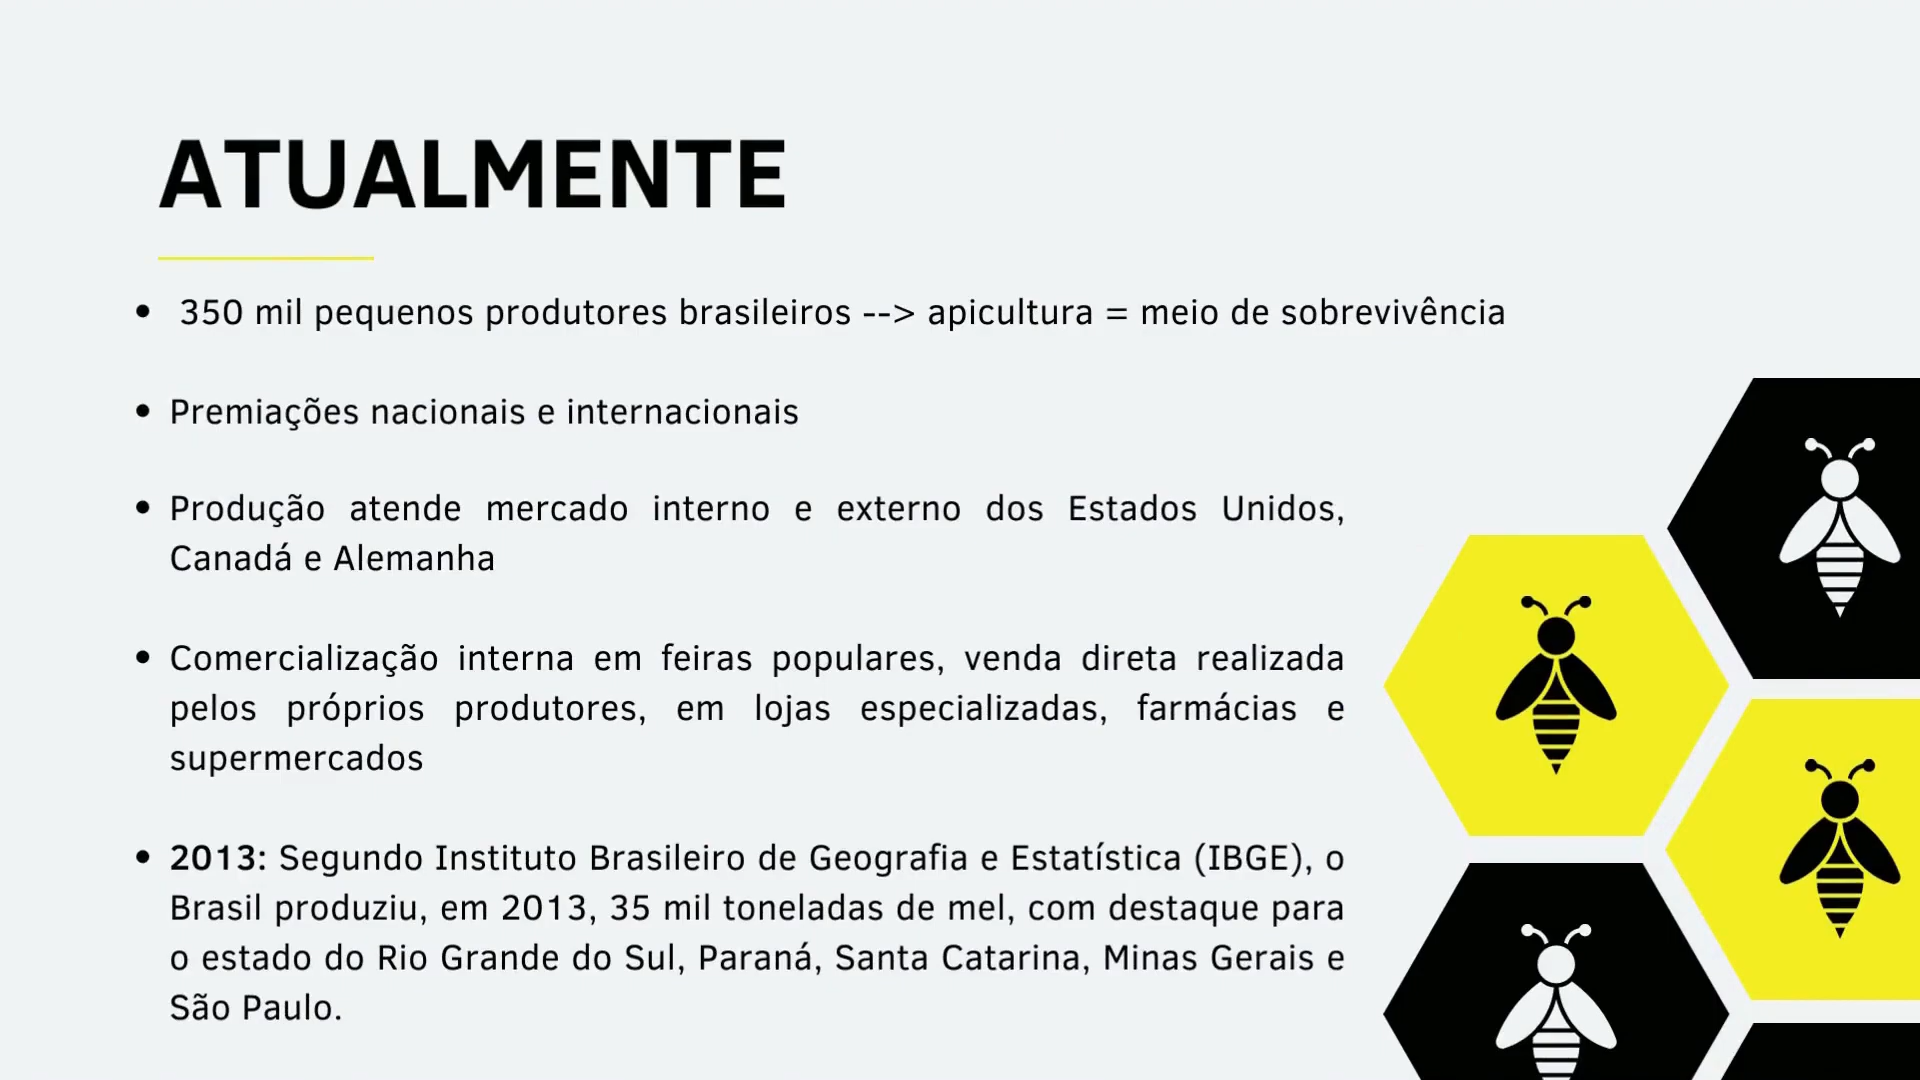 ATUALMENTE
• 350 mil pequenos produtores brasileiros --> apicultura = meio de sobrevivência
• Premiações nacionais e internacionais
• Produção atende mercado interno e externo dos Estados Unidos,
Canadá e Alemanha
• Comercialização interna em feiras populares, venda direta realizada
pelos próprios produtores, em lojas especializadas, farmácias e
supermercados
• 2013: Segundo Instituto Brasileiro de Geografia e Estatística (IBGE), o
Brasil produziu, em 2013, 35 mil toneladas de mel, com destaque para
o estado do Rio Grande do Sul, Paraná, Santa Catarina, Minas Gerais e
São Paulo.